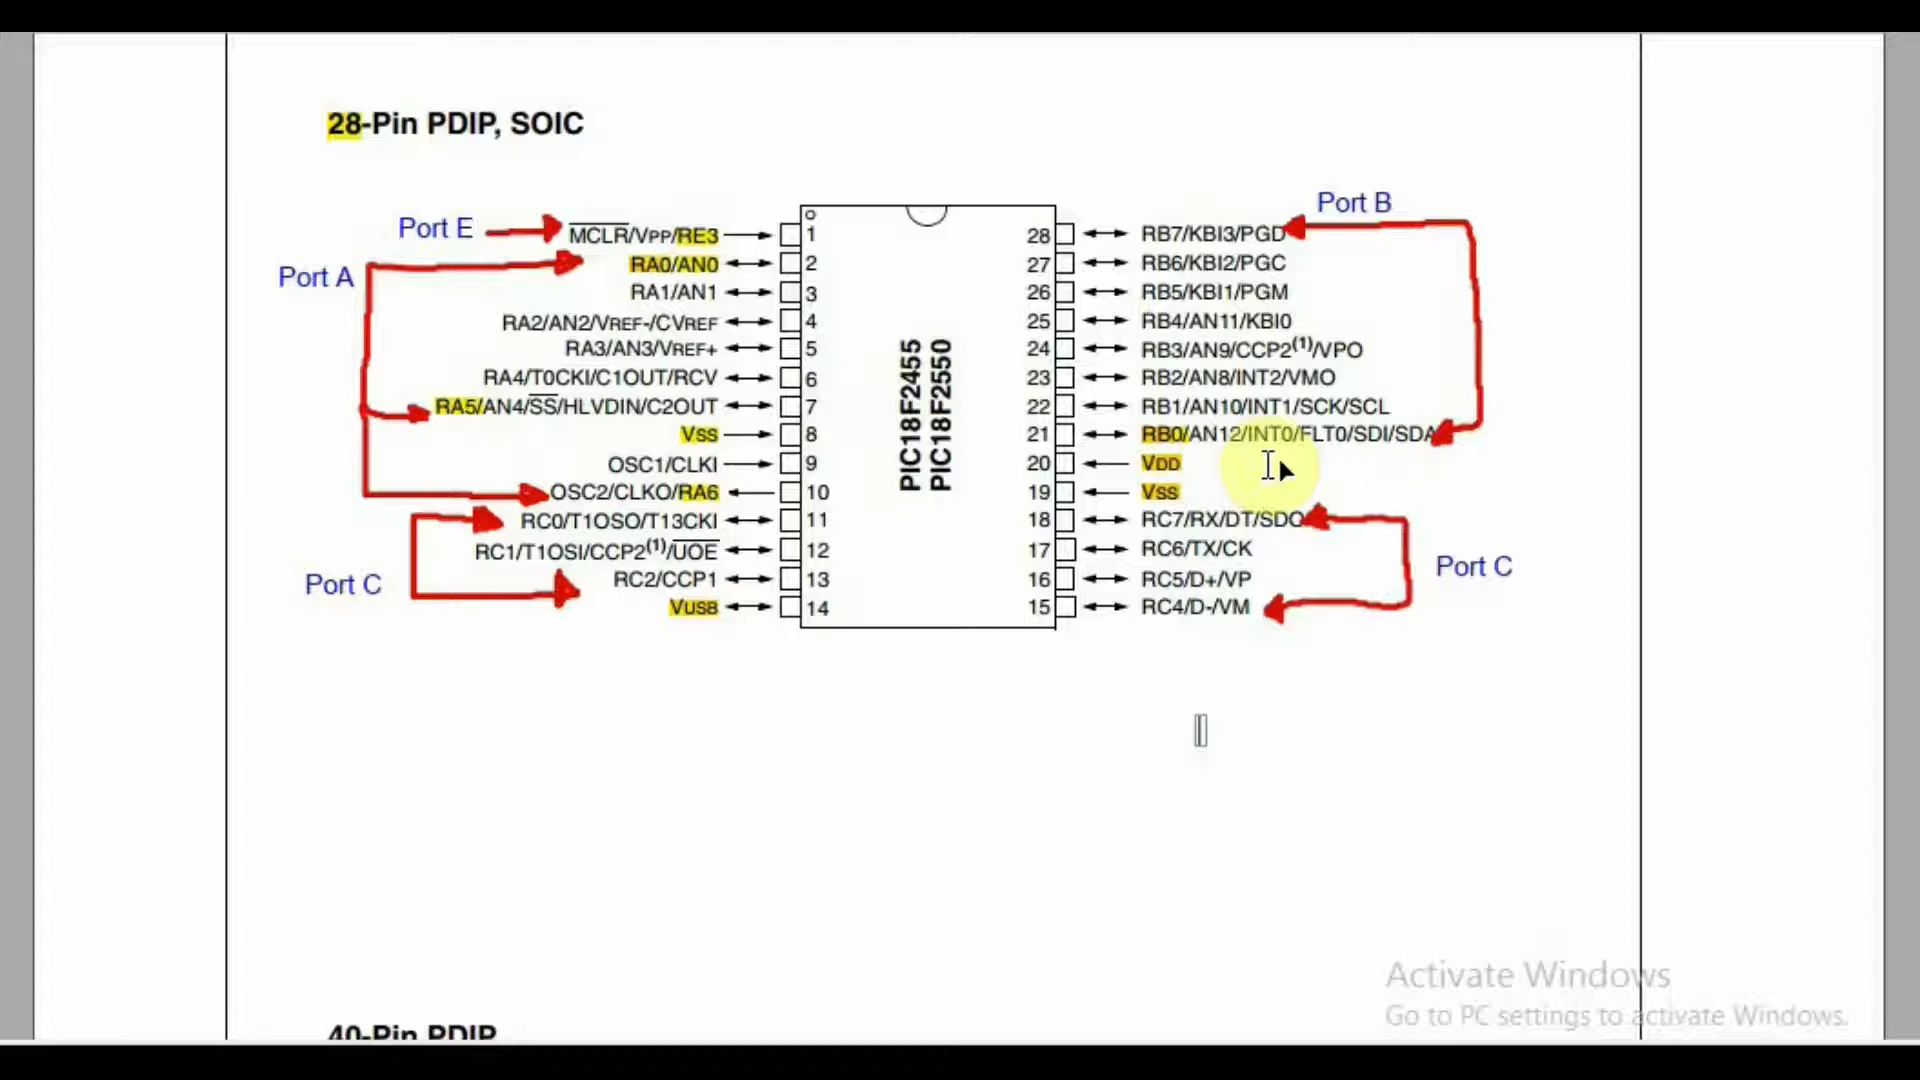 28-Pin PDIP, SOIC
Port B
Port E
MCLR/VPP/RE3 1
28 RB7/KBI3/PGD
Port A
RA0/AN0 2
27 RB6/KBI2/PGC
RA1/AN1 3
26 RB5/KBI1/PGM
RA2/AN2/VREF-/CVREF 4
25 RB4/AN11/KBI0
RA3/AN3/VREF+ 5
24 RB3/AN9/CCP2(1)/VPO
RA4/T0CKI/C1OUT/RCV 6
23 RB2/AN8/INT2/VMO
RA5/AN4/SS/HLVDIN/C2OUT 7
22 RB1/AN10/INT1/SCK/SCL
VSS 8
21 RB0/AN12/INT0/FLT0/SDI/SDA
OSC1/CLKI 9
20 VDD
OSC2/CLKO/RA6 10
19 VSS
RC0/T1OSO/T13CKI 11
18 RC7/RX/DT/SDO
RC1/T1OSI/CCP2(1)/UOE 12
17 RC6/TX/CK
RC2/CCP1 13
16 RC5/D+/VP
VUSB 14
15 RC4/D-/VM
Port C
Port C
PIC18F2455
PIC18F2550
Activate Windows
Go to PC settings to activate Windows.
40-Pin PDIP